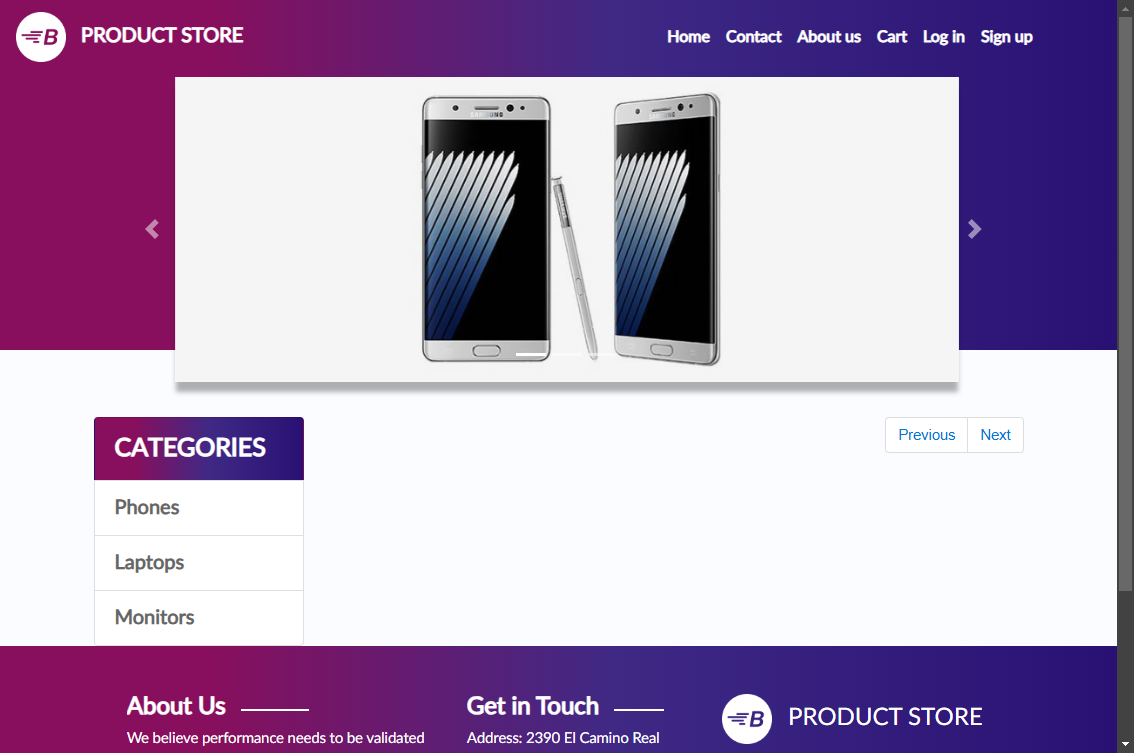 B PRODUCT STORE
Home Contact About us Cart Log in Sign up
SAMSUNG SAMSUNG
CATEGORIES
Previous Next
Phones
Laptops
Monitors
About Us
We believe performance needs to be validated
Get in Touch
Address: 2390 El Camino Real
B PRODUCT STORE